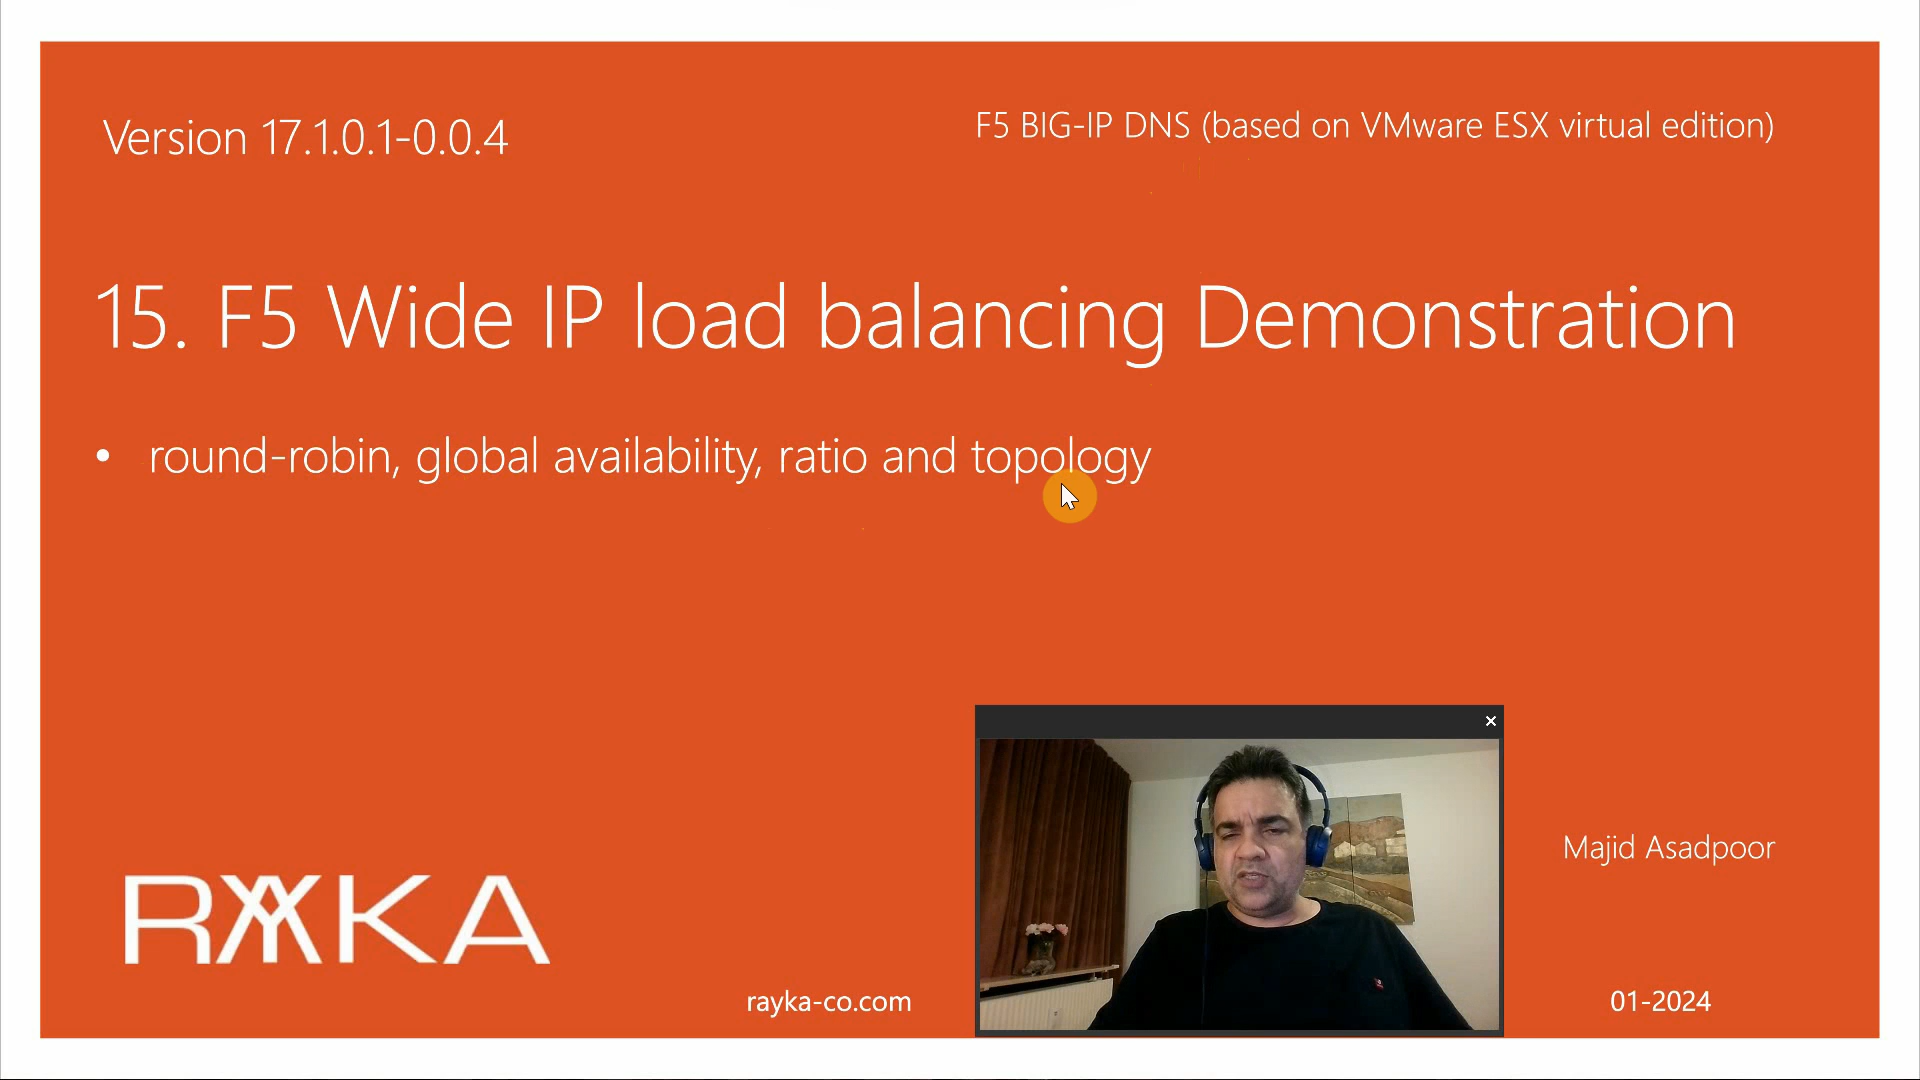 Version 17.1.0.1-0.0.4
F5 BIG-IP DNS (based on VMware ESX virtual edition)
15. F5 Wide IP load balancing Demonstration
• round-robin, global availability, ratio and topology
Majid Asadpoor
RAYKA
rayka-co.com
01-2024